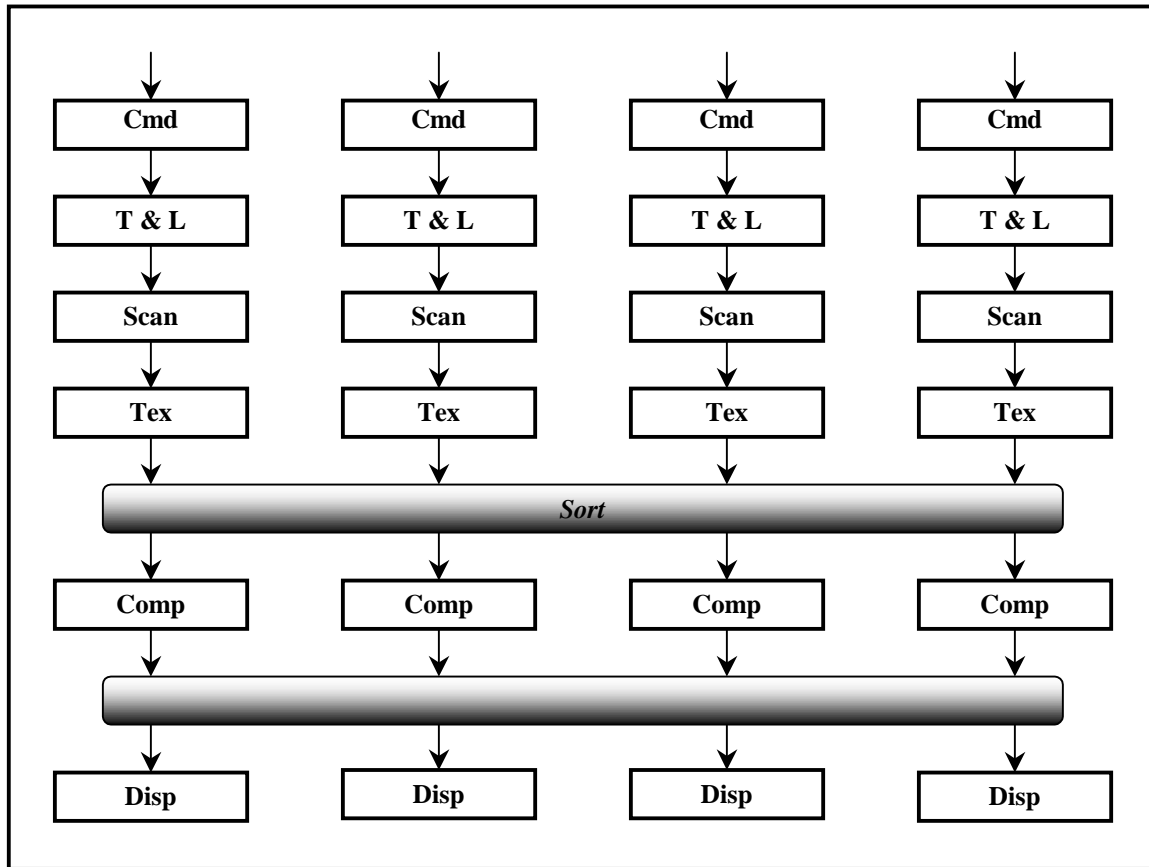 Cmd Cmd Cmd Cmd
T & L T & L T & L T & L
Scan Scan Scan Scan
Tex Tex Tex Tex
Sort
Comp Comp Comp Comp
Disp Disp Disp Disp